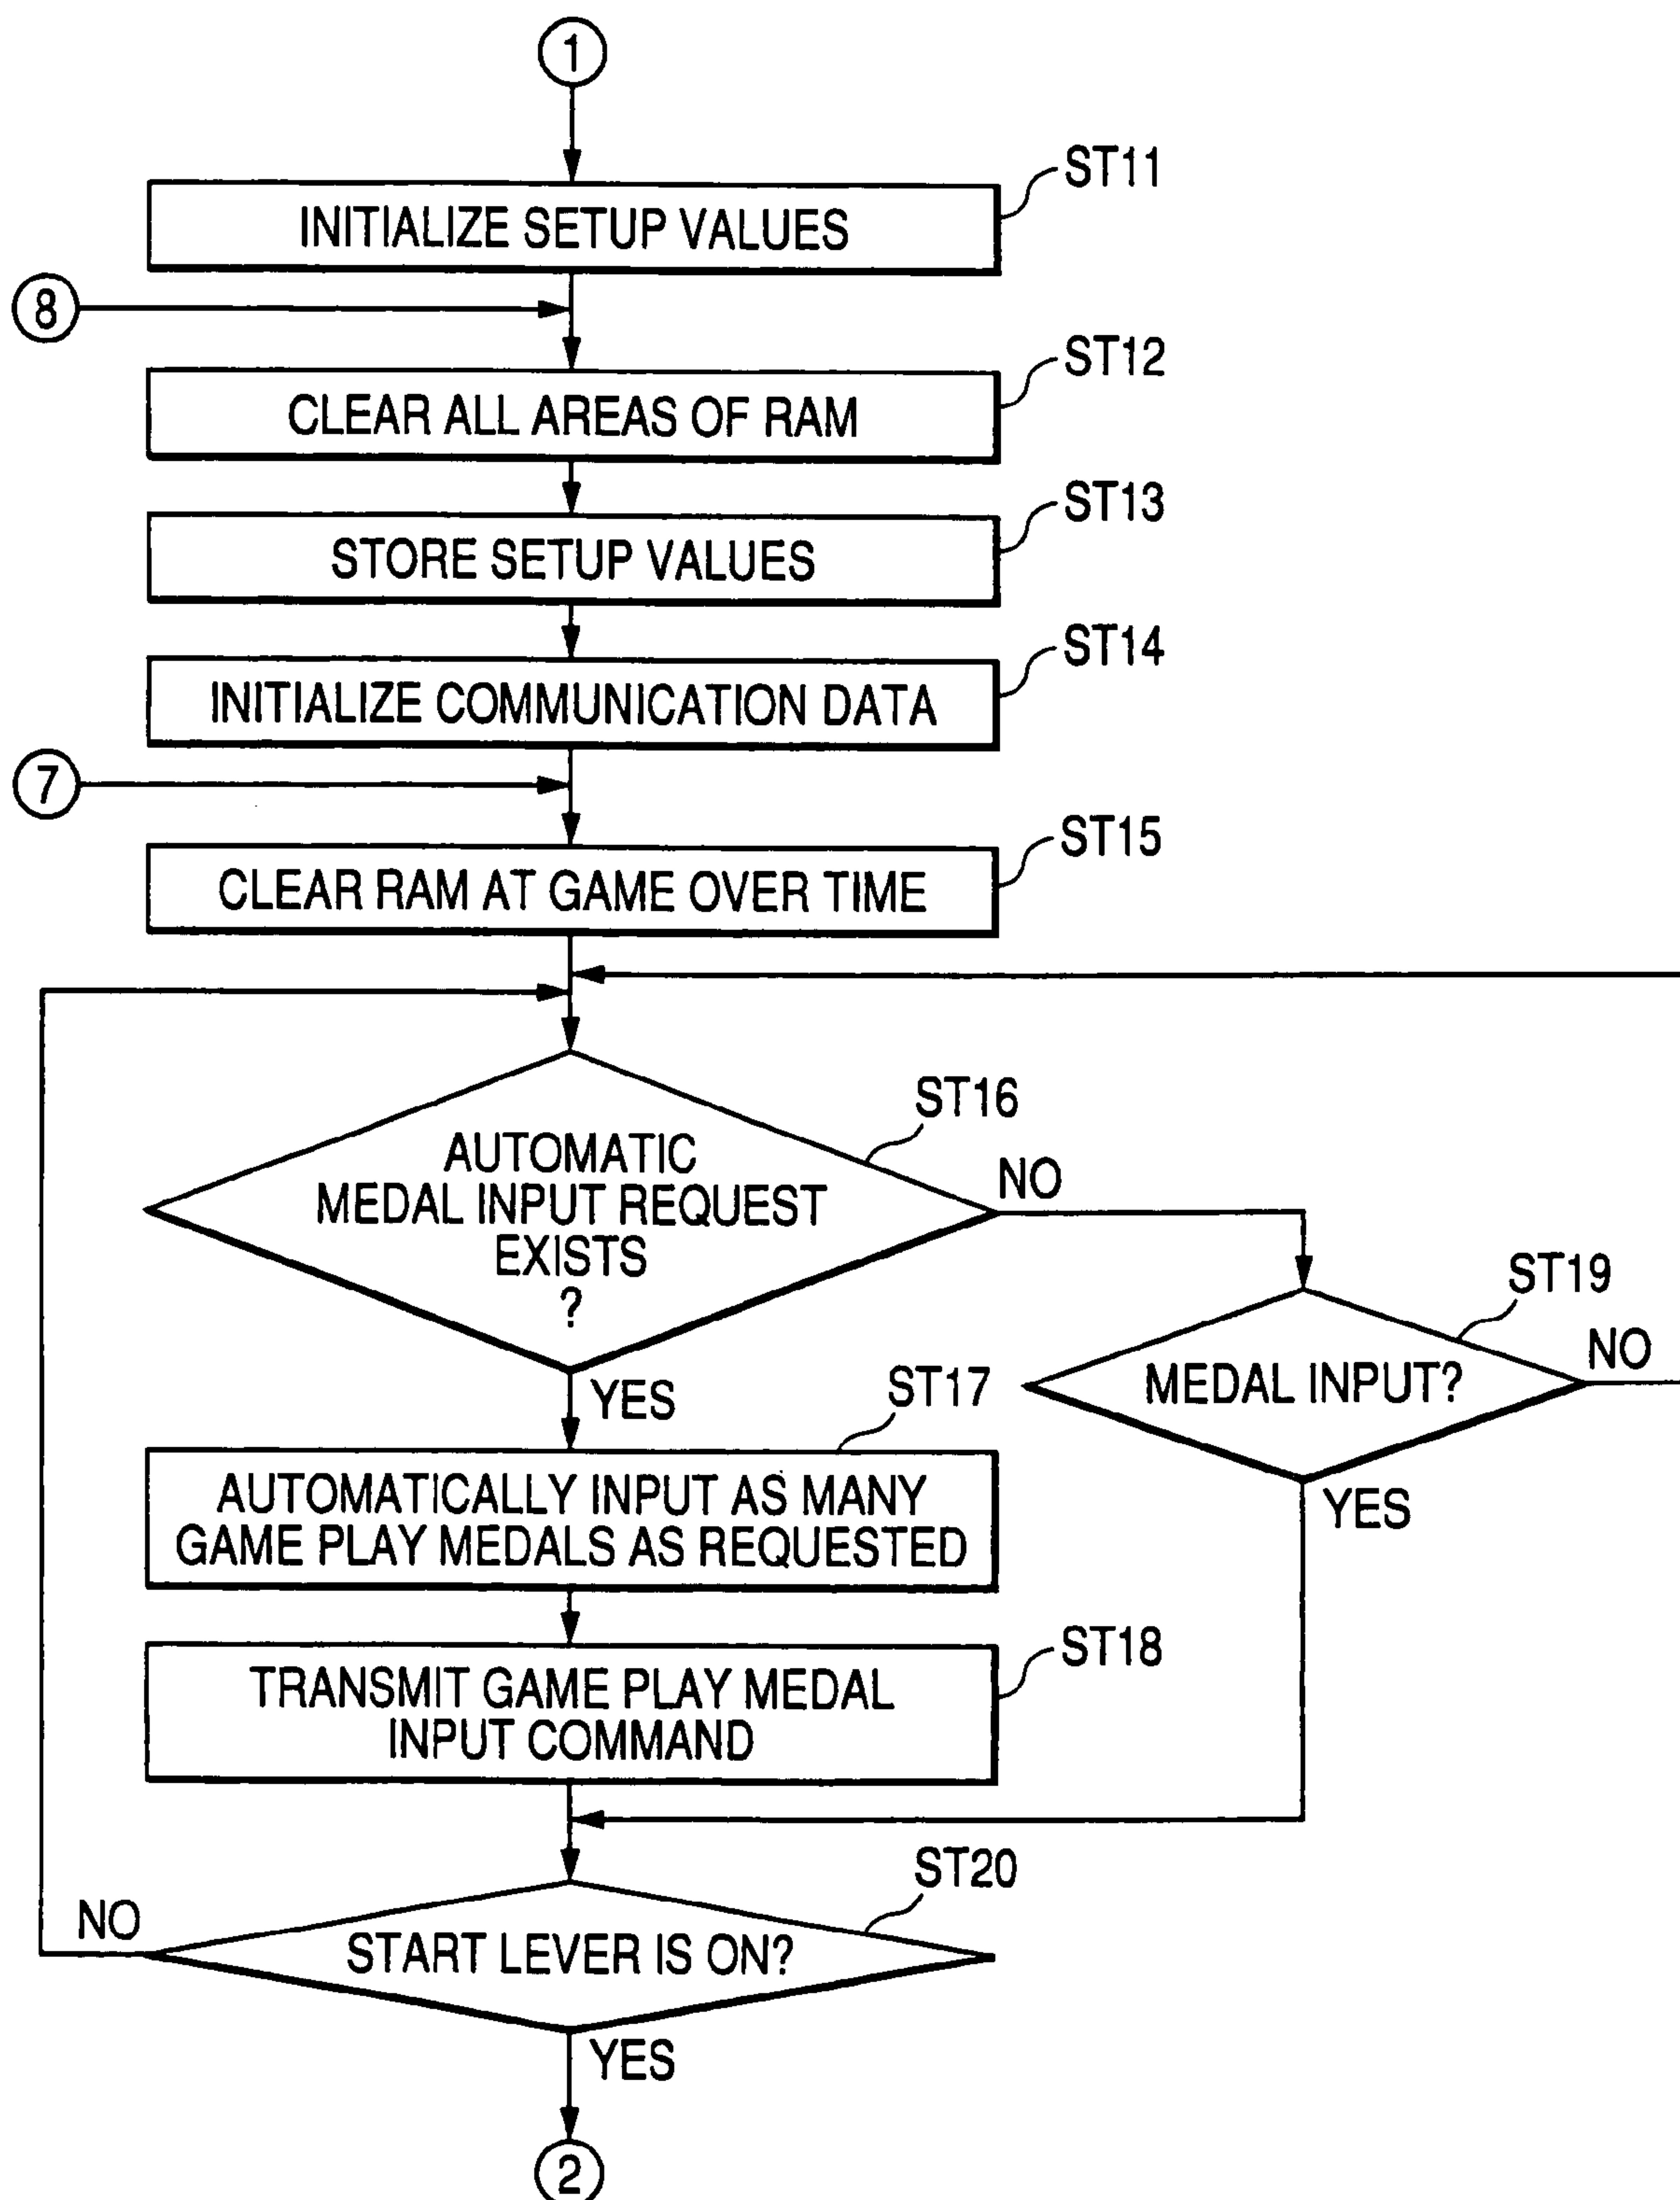 1
ST11
INITIALIZE SETUP VALUES
8
ST12
CLEAR ALL AREAS OF RAM
ST13
STORE SETUP VALUES
ST14
INITIALIZE COMMUNICATION DATA
7
ST15
CLEAR RAM AT GAME OVER TIME
ST16
AUTOMATIC
MEDAL INPUT REQUEST
EXISTS
?
NO
YES
ST19
MEDAL INPUT?
NO
YES
ST17
AUTOMATICALLY INPUT AS MANY
GAME PLAY MEDALS AS REQUESTED
ST18
TRANSMIT GAME PLAY MEDAL
INPUT COMMAND
ST20
START LEVER IS ON?
NO
YES
2